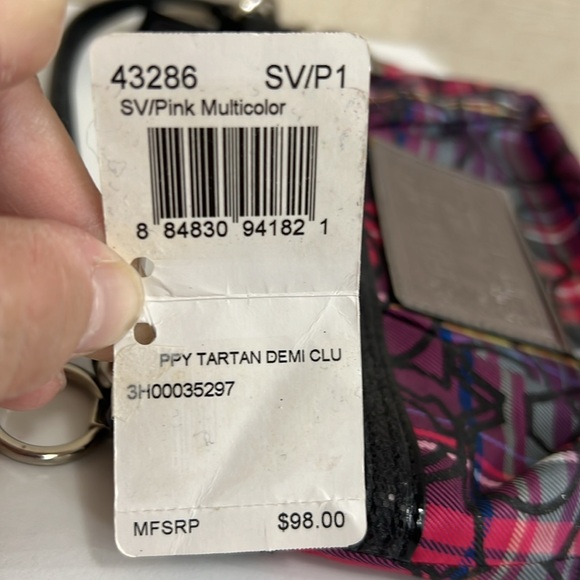 43286 SV/P1
SV/Pink Multicolor
8 84830 94182 1
PPY TARTAN DEMI CLU
3H00035297
MFSRP $98.00